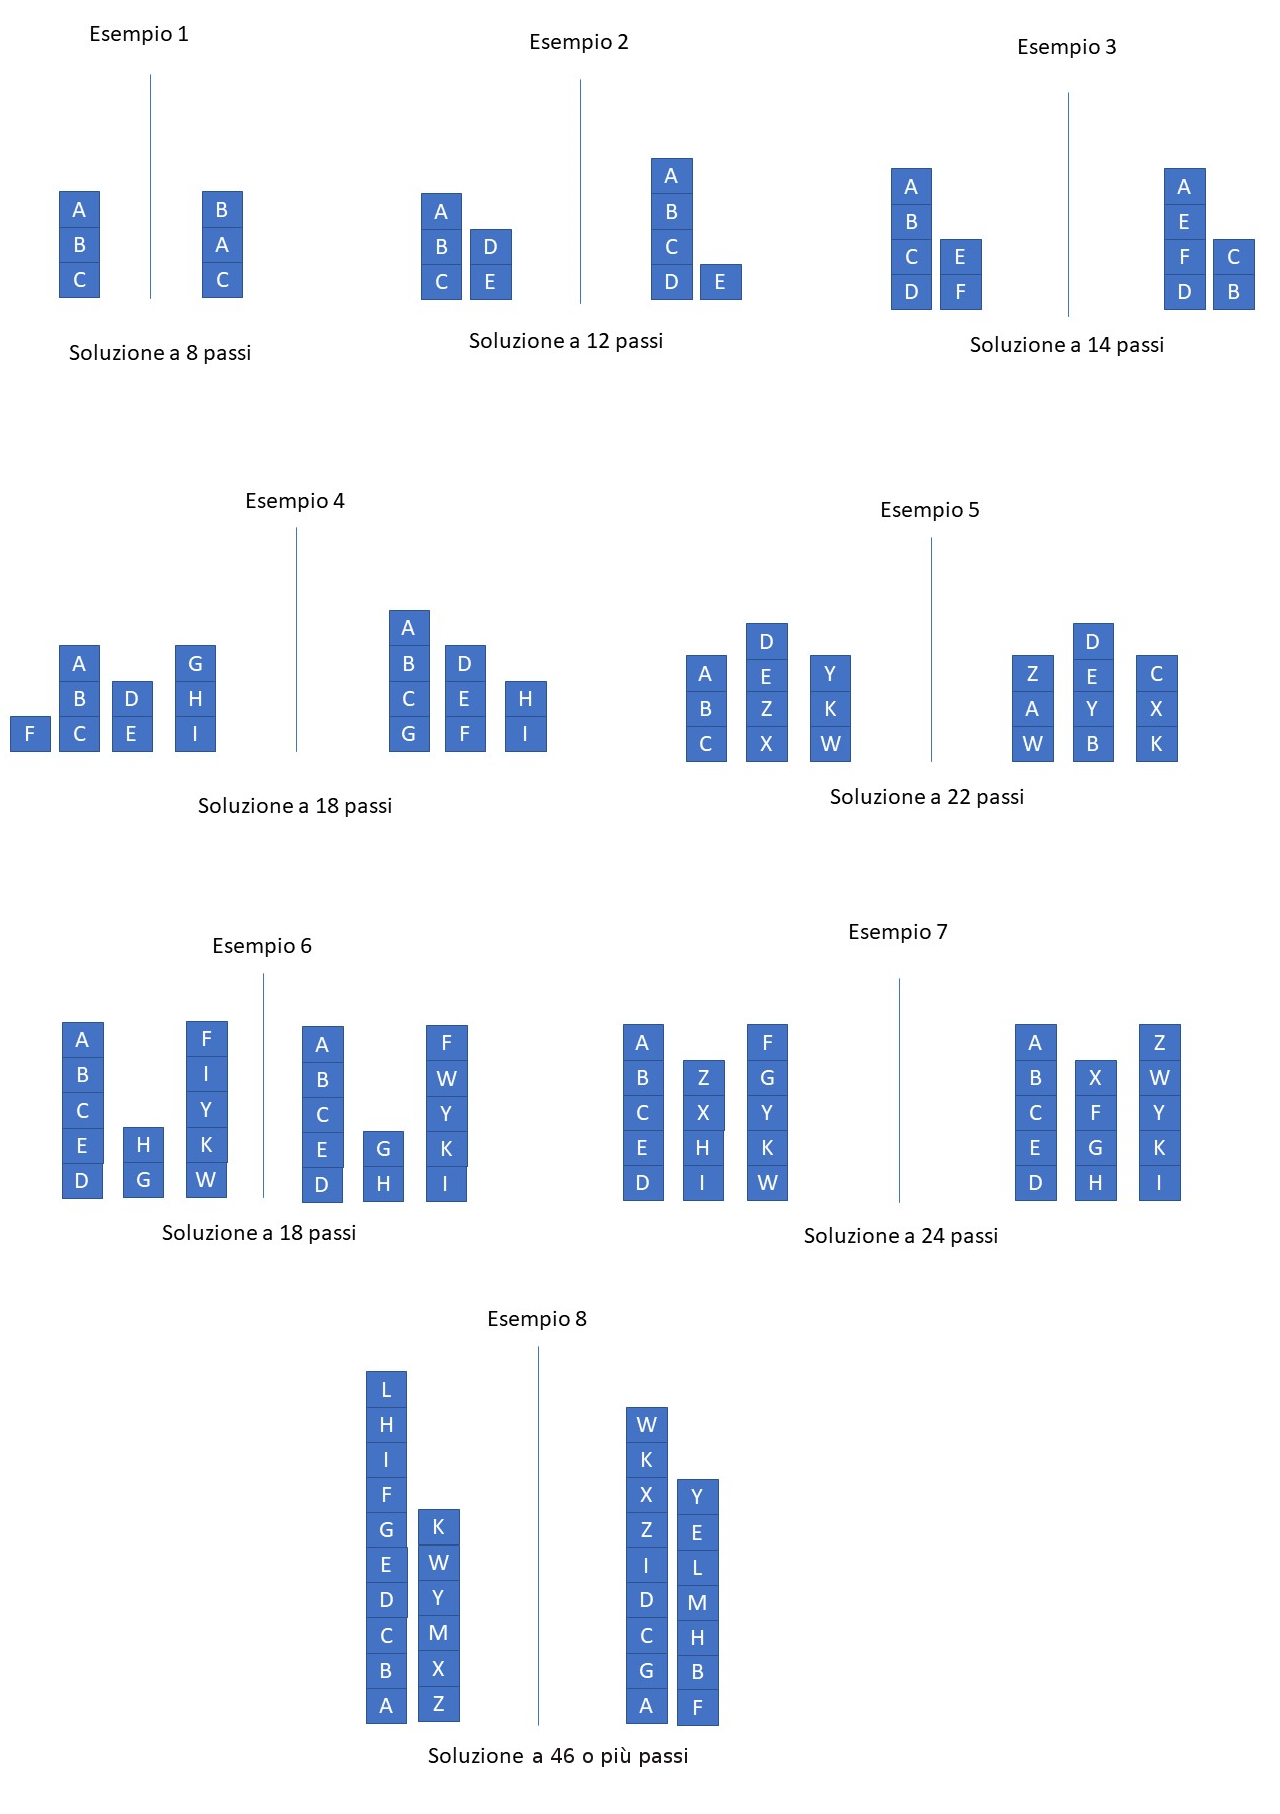 Esempio 1
Esempio 2
Esempio 3
A
B
C
B
A
C
A
B
C
D
E
A
B
C
D
E
A
B
C
D
E
F
A
E
F
D
C
B
Soluzione a 8 passi
Soluzione a 12 passi
Soluzione a 14 passi
Esempio 4
Esempio 5
F
A
B
C
D
E
G
H
I
A
B
C
G
D
E
F
H
I
A
B
C
D
E
Z
X
Y
K
W
Z
A
W
D
E
Y
B
C
X
K
Soluzione a 18 passi
Soluzione a 22 passi
Esempio 6
Esempio 7
A
B
C
E
D
H
G
F
I
Y
K
W
A
B
C
E
D
G
H
F
W
Y
K
I
A
B
C
E
D
Z
X
H
I
F
G
Y
K
W
A
B
C
E
D
X
F
G
H
Z
W
Y
K
I
Soluzione a 18 passi
Soluzione a 24 passi
Esempio 8
L
H
I
F
G
E
D
C
B
A
K
W
Y
M
X
Z
W
K
X
Z
I
D
C
G
A
Y
E
L
M
H
B
F
Soluzione a 46 o più passi